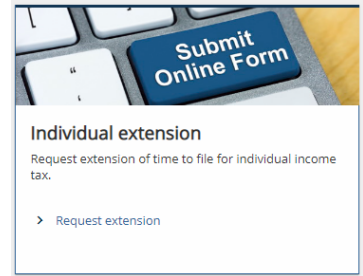 Submit
Online Form
Individual extension
Request extension of time to file for individual income
tax.
Request extension